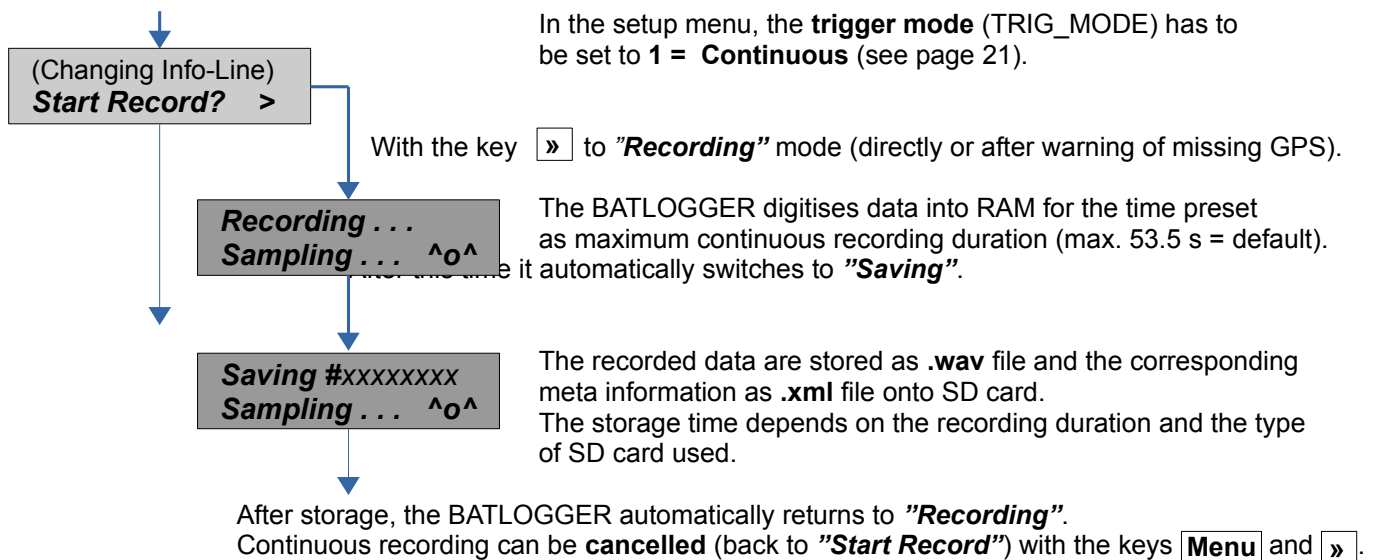 In the setup menu, the trigger mode (TRIG_MODE) has to
be set to 1 = Continuous (see page 21).
(Changing Info-Line)
Start Record? >
With the key » to ”Recording” mode (directly or after warning of missing GPS).
Recording . . .
Sampling . . . ^o^
The BATLOGGER digitises data into RAM for the time preset
as maximum continuous recording duration (max. 53.5 s = default).
After this time it automatically switches to ”Saving”.
Saving #xxxxxxxx
Sampling . . . ^o^
The recorded data are stored as .wav file and the corresponding
meta information as .xml file onto SD card.
The storage time depends on the recording duration and the type
of SD card used.
After storage, the BATLOGGER automatically returns to ”Recording”.
Continuous recording can be cancelled (back to ”Start Record”) with the keys Menu and ».